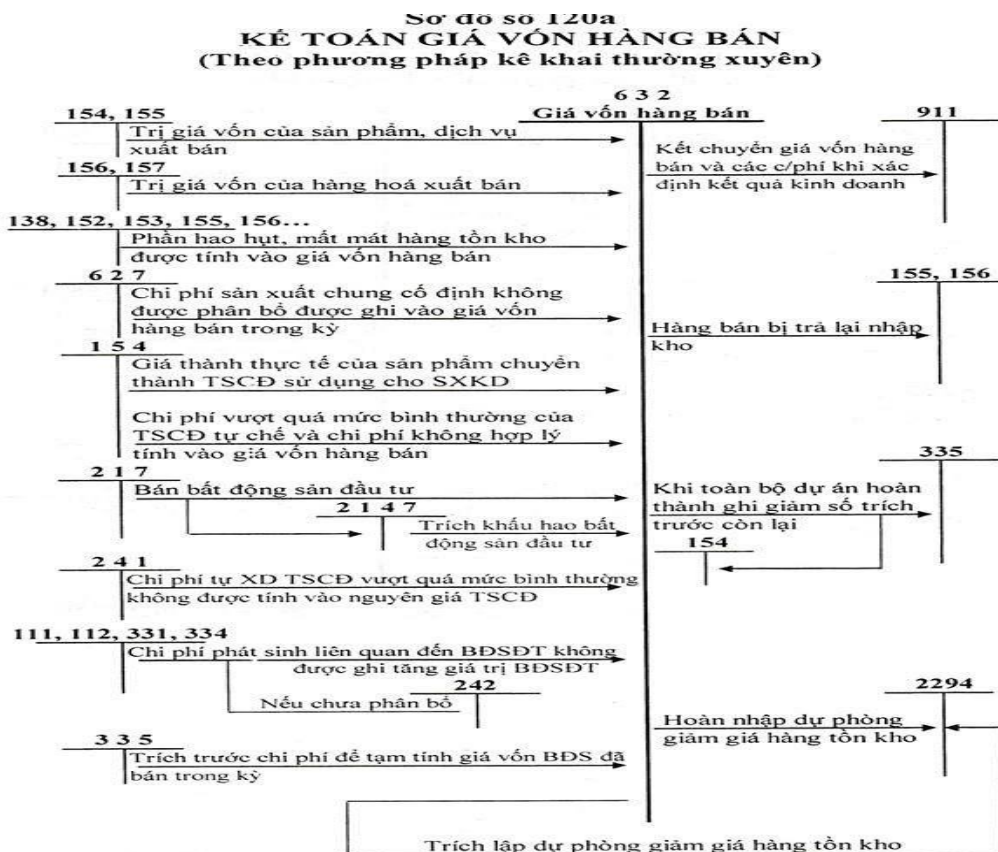 Sơ đồ số 120a
KẾ TOÁN GIÁ VỐN HÀNG BÁN
(Theo phương pháp kê khai thường xuyên)
632
Giá vốn hàng bán
154, 155
Trị giá vốn của sản phẩm, dịch vụ
xuất bán
156, 157
Trị giá vốn của hàng hoá xuất bán
138, 152, 153, 155, 156...
Phần hao hụt, mất mát hàng tồn kho
được tính vào giá vốn hàng bán
627
Chi phí sản xuất chung cố định không
được phân bổ được ghi vào giá vốn
hàng bán trong kỳ
154
Giá thành thực tế của sản phẩm chuyển
thành TSCĐ sử dụng cho SXKD
Chi phí vượt quá mức bình thường của
TSCĐ tự chế và chi phí không hợp lý
tính vào giá vốn hàng bán
217
Bán bất động sản đầu tư
2147
Trích khấu hao bất
động sản đầu tư
241
Chi phí tự XD TSCĐ vượt quá mức bình thường
không được tính vào nguyên giá TSCĐ
111, 112, 331, 334
Chi phí phát sinh liên quan đến BĐSĐT không
được ghi tăng giá trị BĐSĐT
242
Nếu chưa phân bổ
335
Trích trước chi phí để tạm tính giá vốn BĐS đã
bán trong kỳ
911
Kết chuyển giá vốn hàng
bán và các c/phí khi xác
định kết quả kinh doanh
155, 156
Hàng bán bị trả lại nhập
kho
335
Khi toàn bộ dự án hoàn
thành ghi giảm số trích
trước còn lại
154
2294
Hoàn nhập dự phòng
giảm giá hàng tồn kho
Trích lập dự phòng giảm giá hàng tồn kho